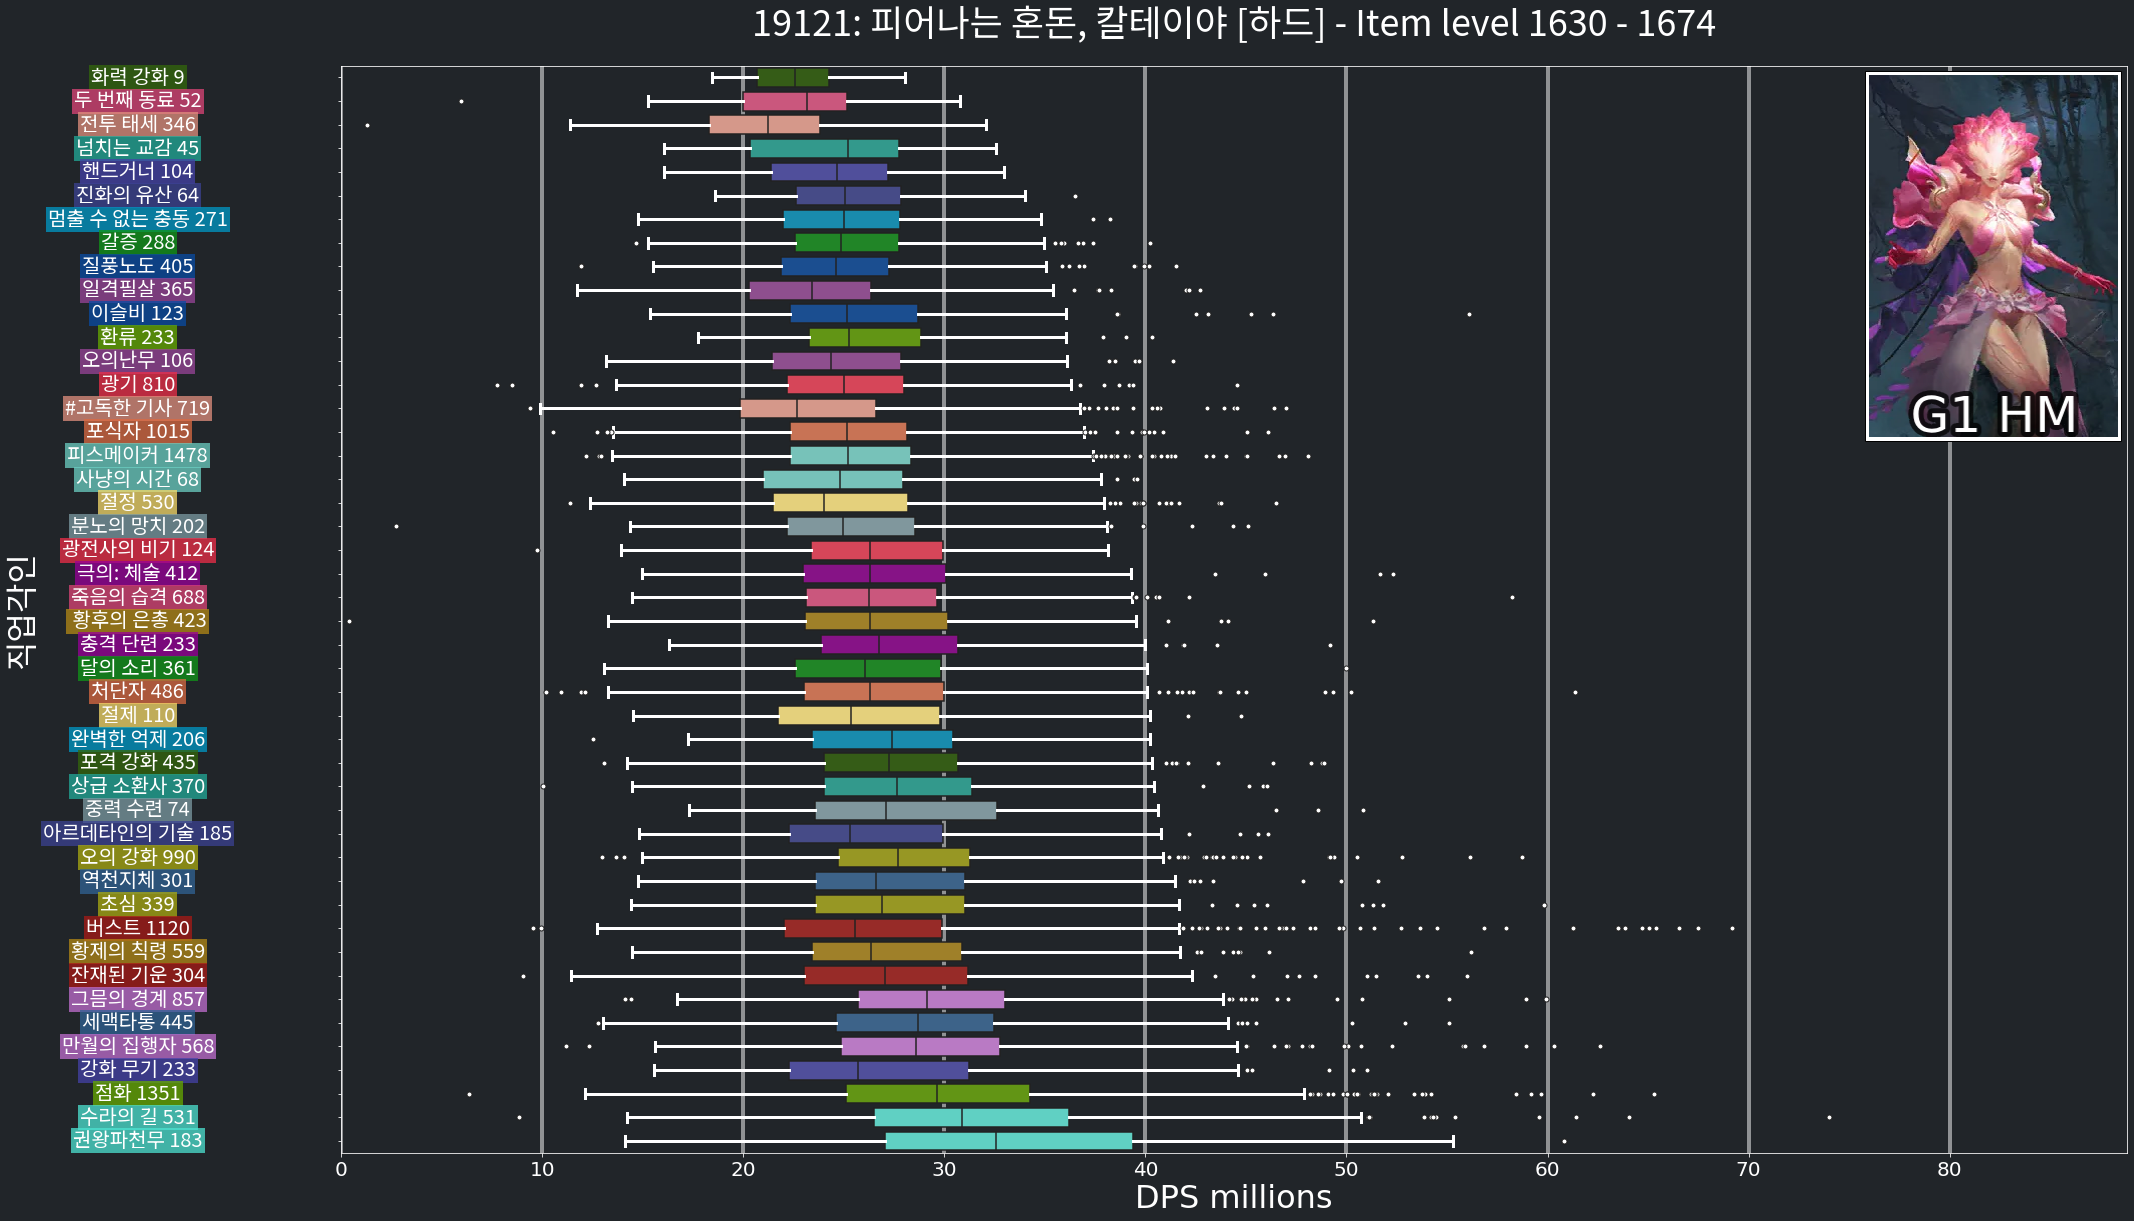 19121: 피어나는 혼돈, 칼테이야 [하드] - Item level 1630 - 1674
화력 강화 9
두 번째 동료 52
전투 태세 346
넘치는 교감 45
핸드거너 104
진화의 유산 64
멈출 수 없는 충동 271
갈증 288
질풍노도 405
일격필살 365
이슬비 123
환류 233
오의난무 106
광기 810
#고독한 기사 719
포식자 1015
피스메이커 1478
사냥의 시간 68
절정 530
분노의 망치 202
광전사의 비기 124
극의: 체술 412
죽음의 습격 688
황후의 은총 423
충격 단련 233
달의 소리 361
처단자 486
절제 110
완벽한 억제 206
포격 강화 435
상급 소환사 370
중력 수련 74
아르데타인의 기술 185
오의 강화 990
역천지체 301
초심 339
버스트 1120
황제의 칙령 559
잔재된 기운 304
그믐의 경계 857
세맥타통 445
만월의 집행자 568
강화 무기 233
점화 1351
수라의 길 531
권왕파천무 183
직업각인
G1 HM
0 10 20 30 40 50 60 70 80
DPS millions